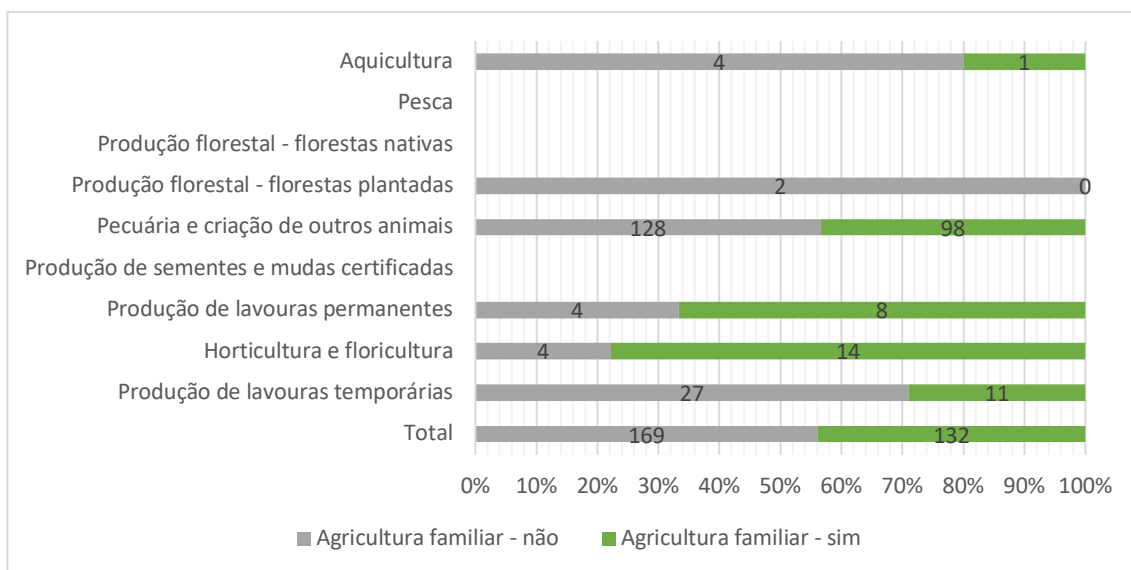 Aquicultura 4 1
Pesca
Produção florestal - florestas nativas
Produção florestal - florestas plantadas 2 0
Pecuária e criação de outros animais 128 98
Produção de sementes e mudas certificadas
Produção de lavouras permanentes 4 8
Horticultura e floricultura 4 14
Produção de lavouras temporárias 27 11
Total 169 132
0% 10% 20% 30% 40% 50% 60% 70% 80% 90% 100%
Agricultura familiar - não Agricultura familiar - sim